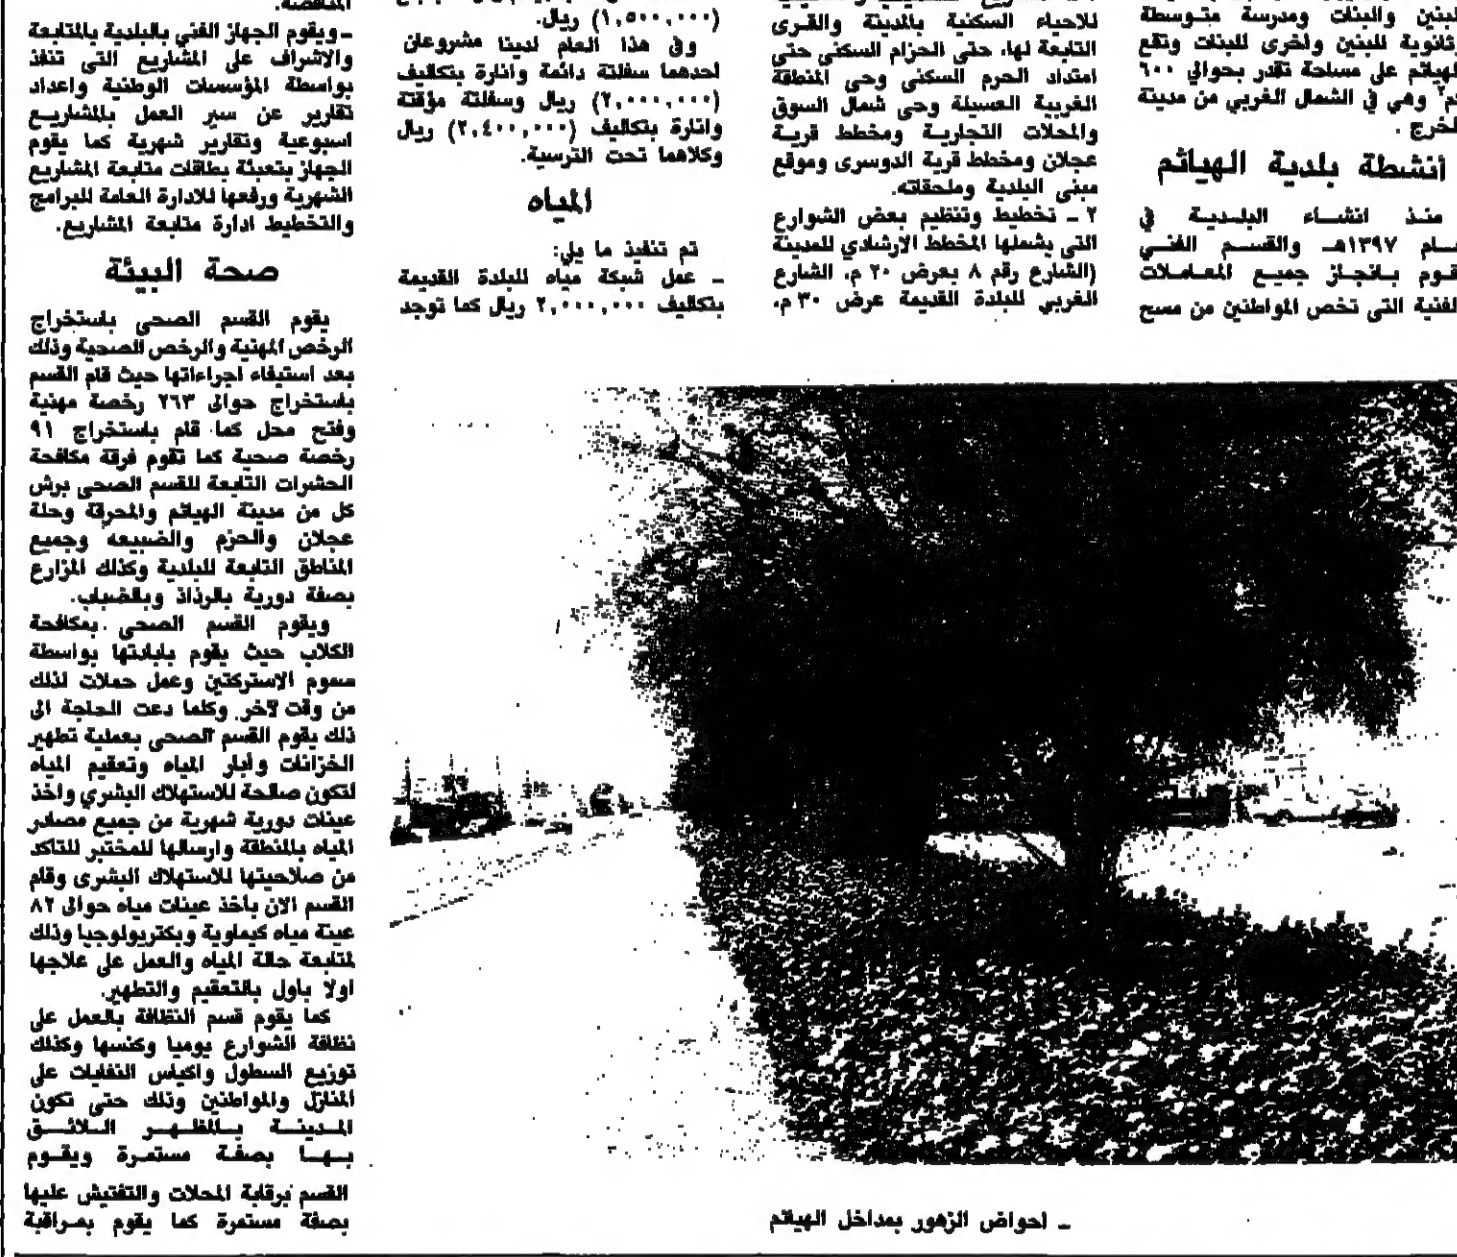 للبنين والبنات ومدرسة متوسطة
وثانوية للبنين واخرى للبنات وتقع
الهياثم على مساحة تقدر بحوالي ٦٠٠
كم٢ وهي في الشمال الغربي من مدينة
الخرج .
أنشطة بلدية الهياثم
منذ انشاء البلدية في
عام ١٣٩٧هـ والقسم الفني
يقوم بانجاز جميع المعاملات
الفنية التى تخص المواطنين من مسح
للاحياء السكنية بالمدينة والقرى
التابعة لها، حتى الحزام السكنى حتى
امتداد الحرم السكنى وحى المنطقة
الغربية العسيلة وحى شمال السوق
والمحلات التجارية ومخطط قرية
عجلان ومخطط قرية الدوسرى وموقع
مبنى البلدية وملحقاته.
٢ ـ تخطيط وتنظيم بعض الشوارع
التى يشملها المخطط الارشادي للمدينة
(الشارع رقم ٨ بعرض ٢٠ م، الشارع
الغربي للبلدة القديمة عرض ٣٠ م،
(١,٥٠٠,٠٠٠) ريال.
وفى هذا العام لدينا مشروعان
احدهما سفلتة دائمة وانارة بتكاليف
(٢,٠٠٠,٠٠٠) ريال وسفلتة مؤقتة
وانارة بتكاليف (٢,٤٠٠,٠٠٠) ريال
وكلاهما تحت الترسية.
المياه
تم تنفيذ ما يلي:
ـ عمل شبكة مياه للبلدة القديمة
بتكاليف ٢,٠٠٠,٠٠٠ ريال كما توجد
المناقصة.
ـ ويقوم الجهاز الفني بالبلدية بالمتابعة
والاشراف على المشاريع التى تنفذ
بواسطة المؤسسات الوطنية واعداد
تقارير عن سير العمل بالمشاريع
اسبوعية وتقارير شهرية كما يقوم
الجهاز بتعبئة بطاقات متابعة المشاريع
الشهرية ورفعها للادارة العامة للبرامج
والتخطيط ادارة متابعة المشاريع.
صحة البيئة
يقوم القسم الصحى باستخراج
الرخص المهنية والرخص الصحية وذلك
بعد استيفاء اجراءاتها حيث قام القسم
باستخراج حوالى ٢٦٣ رخصة مهنية
وفتح محل كما قام باستخراج ٩١
رخصة صحية كما تقوم فرقة مكافحة
الحشرات التابعة للقسم الصحى برش
كل من مدينة الهياثم والمحرقة وحلة
عجلان والحزم والضبيعه وجميع
المناطق التابعة للبلدية وكذلك المزارع
بصفة دورية بالرذاذ وبالضباب.
ويقوم القسم الصحى بمكافحة
الكلاب حيث يقوم بابادتها بواسطة
سموم الاستركتين وعمل حملات لذلك
من وقت لآخر وكلما دعت الحاجة الى
ذلك يقوم القسم الصحى بعملية تطهير
الخزانات وأبار المياه وتعقيم المياه
لتكون صالحة للاستهلاك البشري واخذ
عينات دورية شهرية من جميع مصادر
المياه بالمنطقة وارسالها للمختبر للتأكد
من صلاحيتها للاستهلاك البشرى وقام
القسم الان بأخذ عينات مياه حوالى ٨٢
عينة مياه كيماوية وبكتريولوجيا وذلك
لمتابعة حالة المياه والعمل على علاجها
اولا باول بالتعقيم والتطهير.
كما يقوم قسم النظافة بالعمل على
نظافة الشوارع يوميا وكنسها وكذلك
توزيع السطول واكياس النفايات على
المنازل والمواطنين وذلك حتى تكون
المدينة بالمظهر اللائق
بها بصفة مستمرة ويقوم
القسم برقابة المحلات والتفتيش عليها
بصفة مستمرة كما يقوم بمراقبة
ـ احواض الزهور بمداخل الهياثم